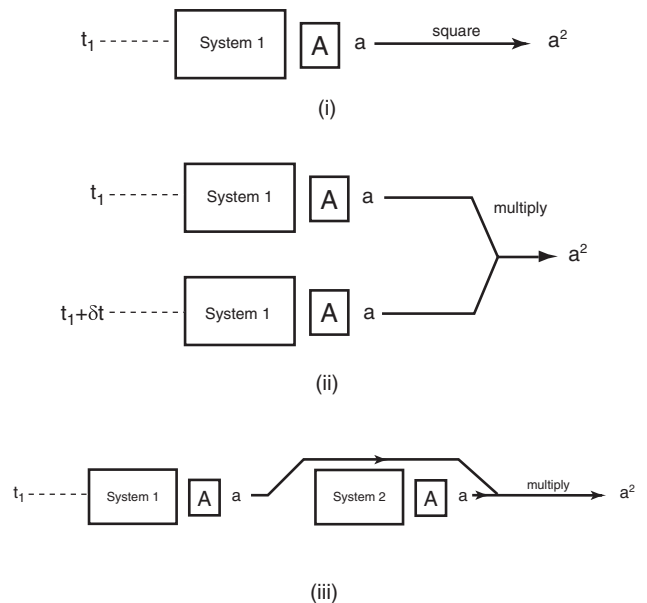 t₁ System 1 A a square a²
(i)
t₁ System 1 A a multiply
a²
t₁+δt System 1 A a
(ii)
t₁ System 1 A a System 2 A a multiply a²
(iii)